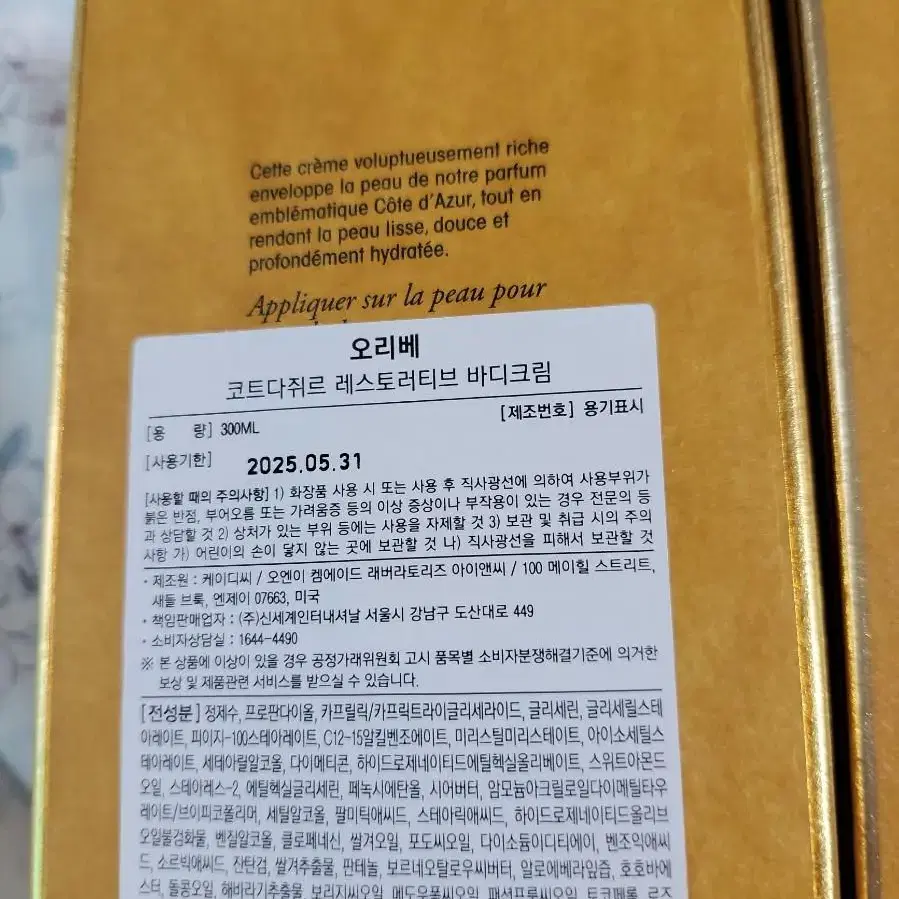 Cette crème voluptueusement riche
enveloppe la peau de notre parfum
emblématique Côte d'Azur, tout en
rendant la peau lisse, douce et
profondément hydratée.
Appliquer sur la peau pour
오리베
코트다쥐르 레스토러티브 바디크림
[용 량] 300ML [제조번호] 용기표시
[사용기한] 2025.05.31
[사용할 때의 주의사항] 1) 화장품 사용 시 또는 사용 후 직사광선에 의하여 사용부위가
붉은 반점, 부어오름 또는 가려움증 등의 이상 증상이나 부작용이 있는 경우 전문의 등
과 상담할 것 2) 상처가 있는 부위 등에는 사용을 자제할 것 3) 보관 및 취급 시의 주의
사항 가) 어린이의 손이 닿지 않는 곳에 보관할 것 나) 직사광선을 피해서 보관할 것
· 제조원 : 케이디씨 / 오엔이 켐에이드 래버라토리즈 아이앤씨 / 100 메이힐 스트리트,
새들 브룩, 엔제이 07663, 미국
· 책임판매업자 : (주)신세계인터내셔날 서울시 강남구 도산대로 449
· 소비자상담실 : 1644-4490
※ 본 상품에 이상이 있을 경우 공정거래위원회 고시 품목별 소비자분쟁해결기준에 의거한
보상 및 제품관련 서비스를 받으실 수 있습니다.
[전성분] 정제수, 프로판다이올, 카프릴릭/카프릭트라이글리세라이드, 글리세린, 글리세릴스테
아레이트, 피이지-100스테아레이트, C12-15알킬벤조에이트, 미리스틸미리스테이트, 아이소세틸스
테아레이트, 세테아릴알코올, 다이메티콘, 하이드로제네이티드에틸헥실올리베이트, 스위트아몬드
오일, 스테아레스-2, 에틸헥실글리세린, 페녹시에탄올, 시어버터, 암모늄아크릴로일다이메틸타우
레이트/브이피코폴리머, 세틸알코올, 팔미틱애씨드, 스테아릭애씨드, 하이드로제네이티드올리브
오일불검화물, 벤질알코올, 클로페네신, 쌀겨오일, 포도씨오일, 다이소듐이디티에이, 벤조익애씨
드, 소르빅애씨드, 잔탄검, 쌀겨추출물, 판테놀, 보르네오탈로우씨버터, 알로에베라잎즙, 호호바에
스터, 돌콩오일, 해바라기추출물, 보리지씨오일, 메도우폼씨오일, 패션프루씨오일, 토코페롤, 로즈